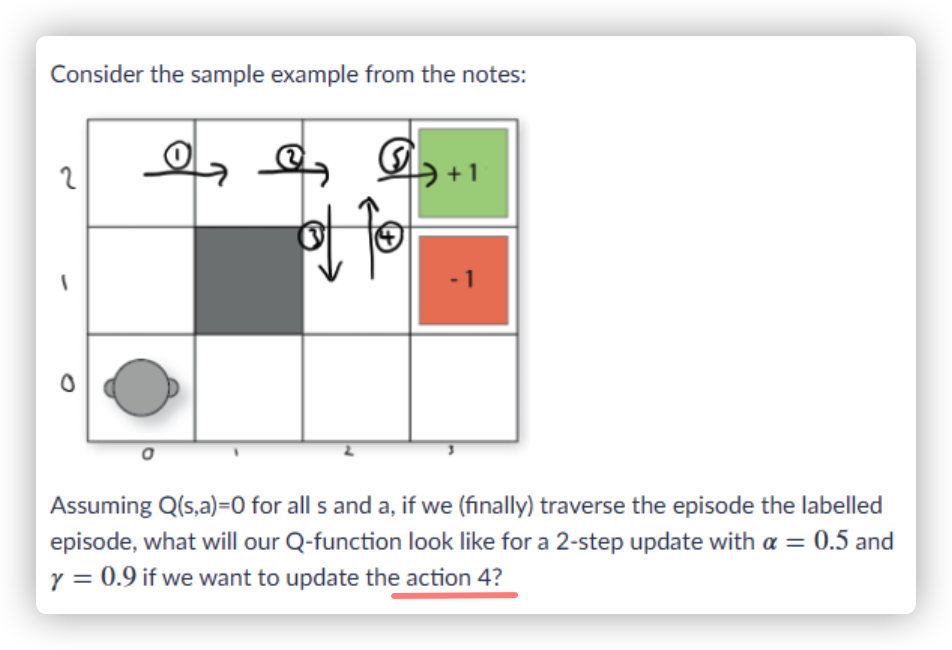 Consider the sample example from the notes:
2 ① ② ⑤ +1
③ ④
1 -1
0
0 1 2 3
Assuming Q(s,a)=0 for all s and a, if we (finally) traverse the episode the labelled
episode, what will our Q-function look like for a 2-step update with α = 0.5 and
γ = 0.9 if we want to update the action 4?